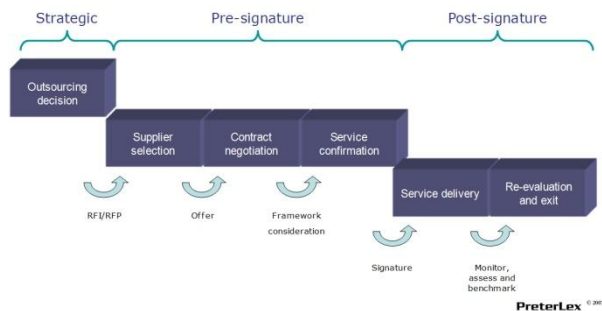 Strategic
Pre-signature
Post-signature
Outsourcing
decision
Supplier
selection
Contract
negotiation
Service
confirmation
Service delivery
Re-evaluation
and exit
RFI/RFP
Offer
Framework
consideration
Signature
Monitor,
assess and
benchmark
PreterLex ©